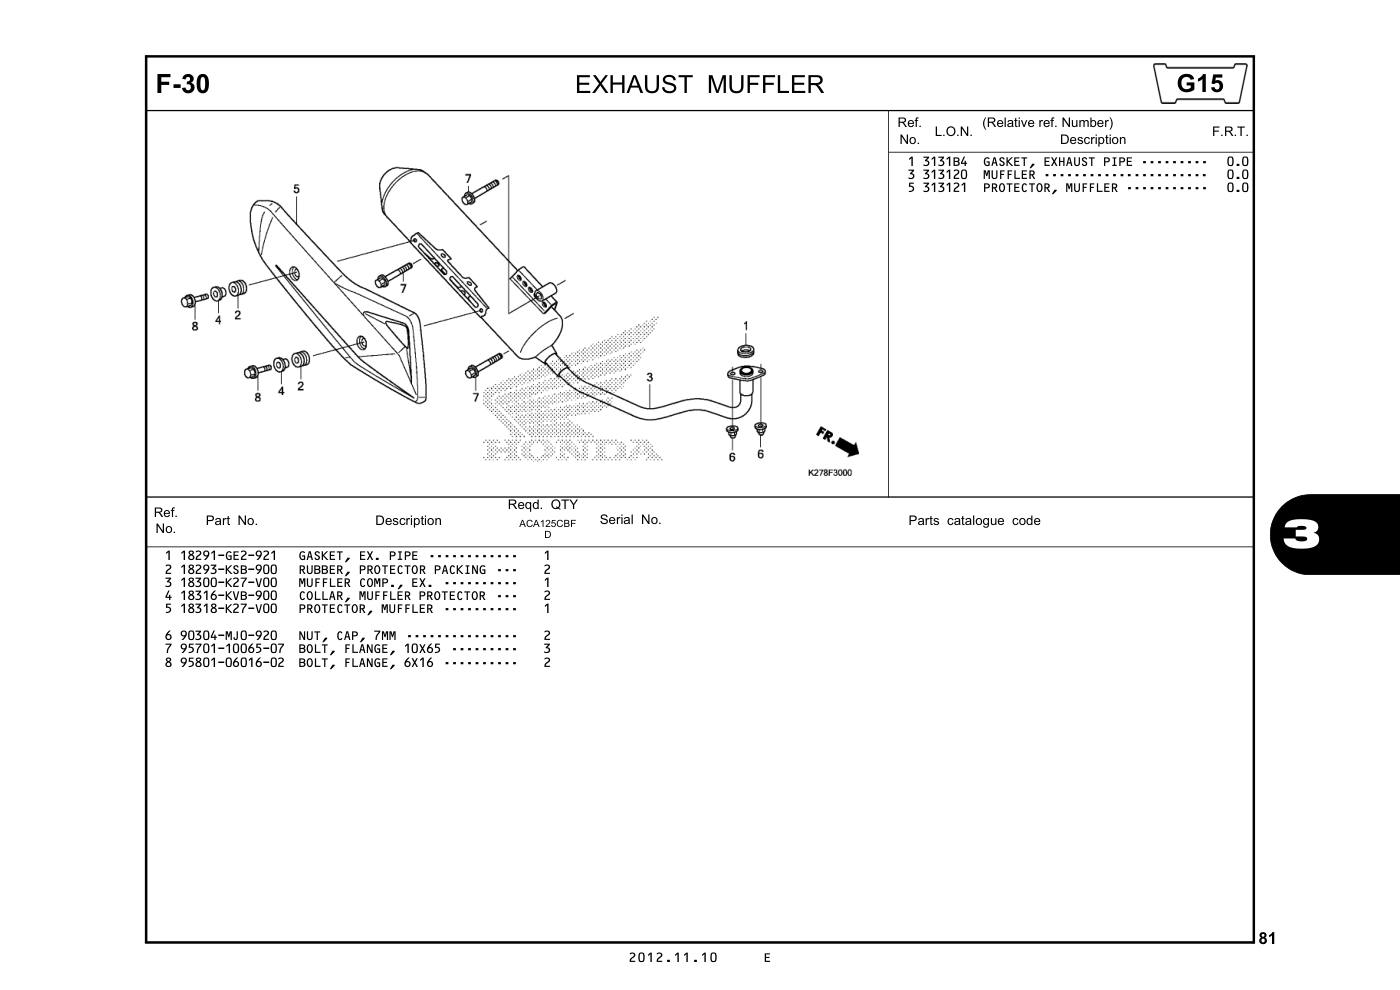 F-30 EXHAUST MUFFLER G15
Ref. No. L.O.N. (Relative ref. Number) Description F.R.T.
1 3131B4 GASKET, EXHAUST PIPE --------- 0.0
3 313120 MUFFLER ---------------------- 0.0
5 313121 PROTECTOR, MUFFLER ----------- 0.0
5
7
7
8
4
2
8
4
2
7
3
1
6
6
FR.
HONDA
K278F3000
Ref. No. Part No. Description Reqd. QTY ACA125CBF D Serial No. Parts catalogue code
1 18291-GE2-921 GASKET, EX. PIPE ------------ 1
2 18293-KSB-900 RUBBER, PROTECTOR PACKING --- 2
3 18300-K27-V00 MUFFLER COMP., EX. ---------- 1
4 18316-KVB-900 COLLAR, MUFFLER PROTECTOR --- 2
5 18318-K27-V00 PROTECTOR, MUFFLER ---------- 1
6 90304-MJ0-920 NUT, CAP, 7MM --------------- 2
7 95701-10065-07 BOLT, FLANGE, 10X65 --------- 3
8 95801-06016-02 BOLT, FLANGE, 6X16 ---------- 2
3
81
2012.11.10 E